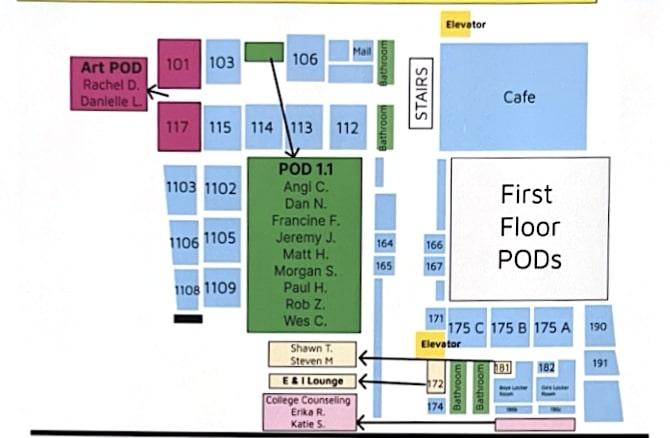 Elevator
Art POD
Rachel D.
Danielle L.
101
103
106
Mail
Bathroom
STAIRS
Cafe
117
115
114
113
112
Bathroom
1103
1102
1106
1105
1108
1109
POD 1.1
Angi C.
Dan N.
Francine F.
Jeremy J.
Matt H.
Morgan S.
Paul H.
Rob Z.
Wes C.
164
165
166
167
First
Floor
PODs
171
175 C
175 B
175 A
190
Elevator
Shawn T.
Steven M
181
182
191
E & I Lounge
172
Bathroom
Bathroom
Boys Locker
Room
Girls Locker
Room
174
College Counseling
Erika R.
Katie S.